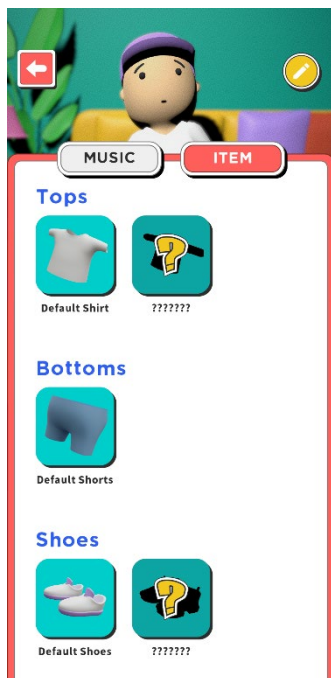 MUSIC
ITEM
Tops
?
Default Shirt
???????
Bottoms
Default Shorts
Shoes
?
Default Shoes
???????